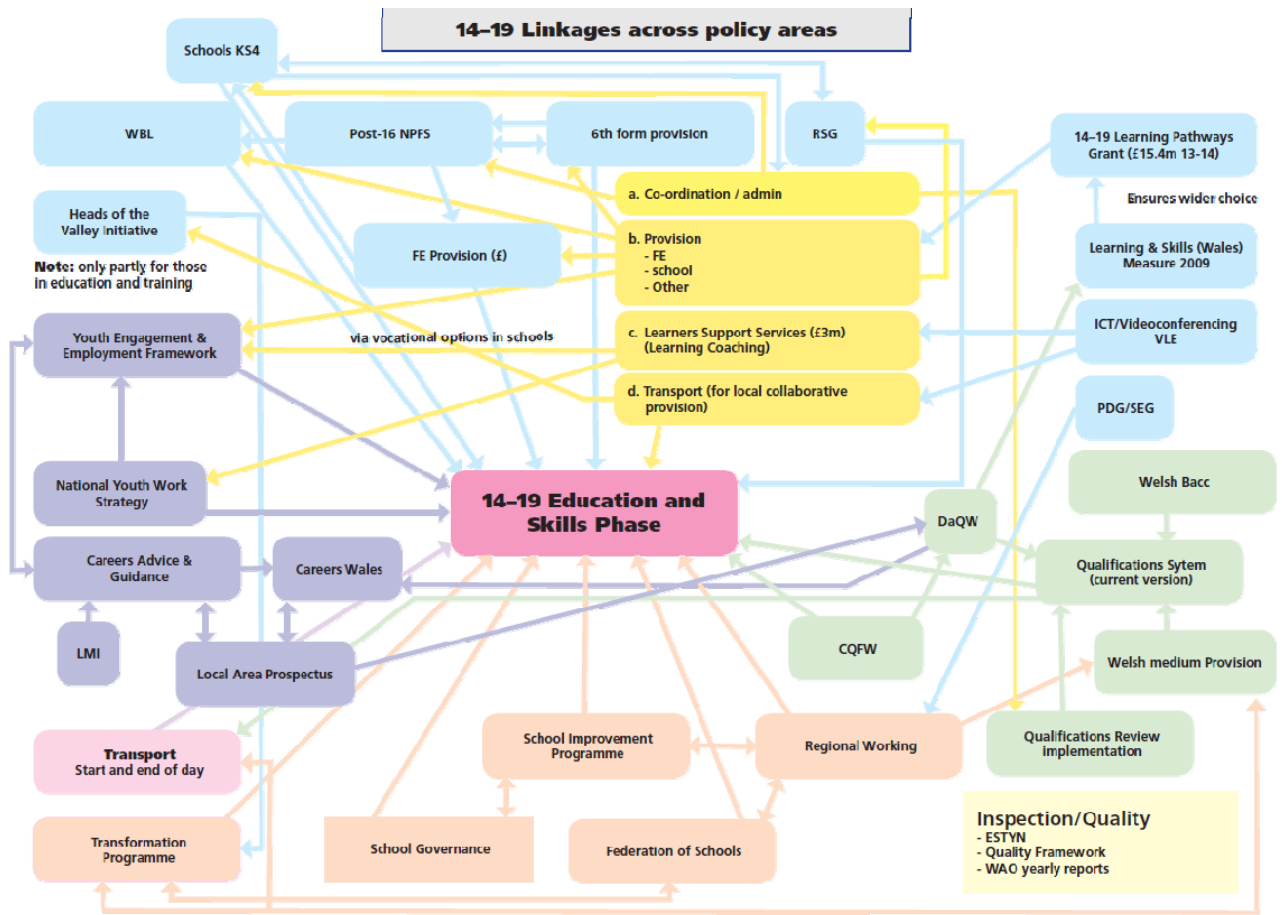 14–19 Linkages across policy areas
Schools KS4
WBL
Post-16 NPFS
6th form provision
RSG
14–19 Learning Pathways
Grant (£15.4m 13-14)
Ensures wider choice
a. Co-ordination / admin
Heads of the
Valley Initiative
Note: only partly for those
in education and training
FE Provision (£)
b. Provision
- FE
- school
- Other
Learning & Skills (Wales)
Measure 2009
Youth Engagement &
Employment Framework
via vocational options in schools
c. Learners Support Services (£3m)
(Learning Coaching)
ICT/Videoconferencing
VLE
d. Transport (for local collaborative
provision)
PDG/SEG
National Youth Work
Strategy
14–19 Education and
Skills Phase
DaQW
Welsh Bacc
Careers Advice &
Guidance
Careers Wales
Qualifications Sytem
(current version)
LMI
Local Area Prospectus
CQFW
Welsh medium Provision
Transport
Start and end of day
School Improvement
Programme
Regional Working
Qualifications Review
implementation
Transformation
Programme
School Governance
Federation of Schools
Inspection/Quality
- ESTYN
- Quality Framework
- WAO yearly reports